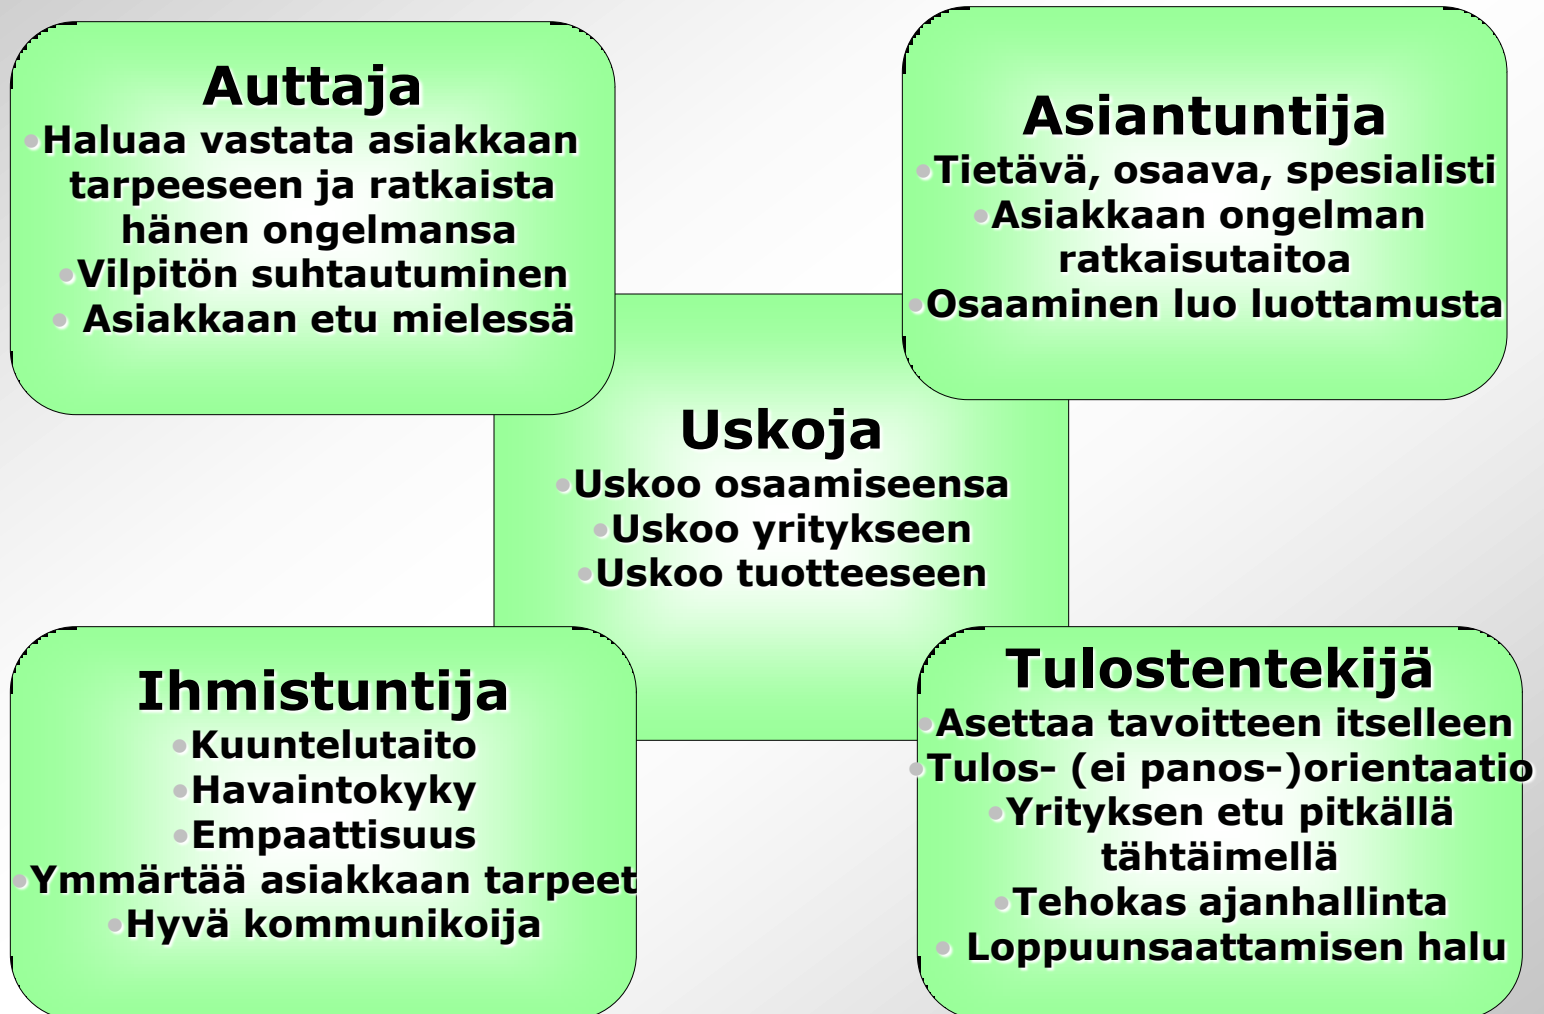 Auttaja
•Haluaa vastata asiakkaan
tarpeeseen ja ratkaista
hänen ongelmansa
•Vilpitön suhtautuminen
• Asiakkaan etu mielessä
Asiantuntija
•Tietävä, osaava, spesialisti
•Asiakkaan ongelman
ratkaisutaitoa
•Osaaminen luo luottamusta
Uskoja
•Uskoo osaamiseensa
•Uskoo yritykseen
•Uskoo tuotteeseen
Ihmistuntija
•Kuuntelutaito
•Havaintokyky
•Empaattisuus
•Ymmärtää asiakkaan tarpeet
•Hyvä kommunikoija
Tulostentekijä
•Asettaa tavoitteen itselleen
•Tulos- (ei panos-)orientaatio
•Yrityksen etu pitkällä
tähtäimellä
•Tehokas ajanhallinta
• Loppuunsaattamisen halu